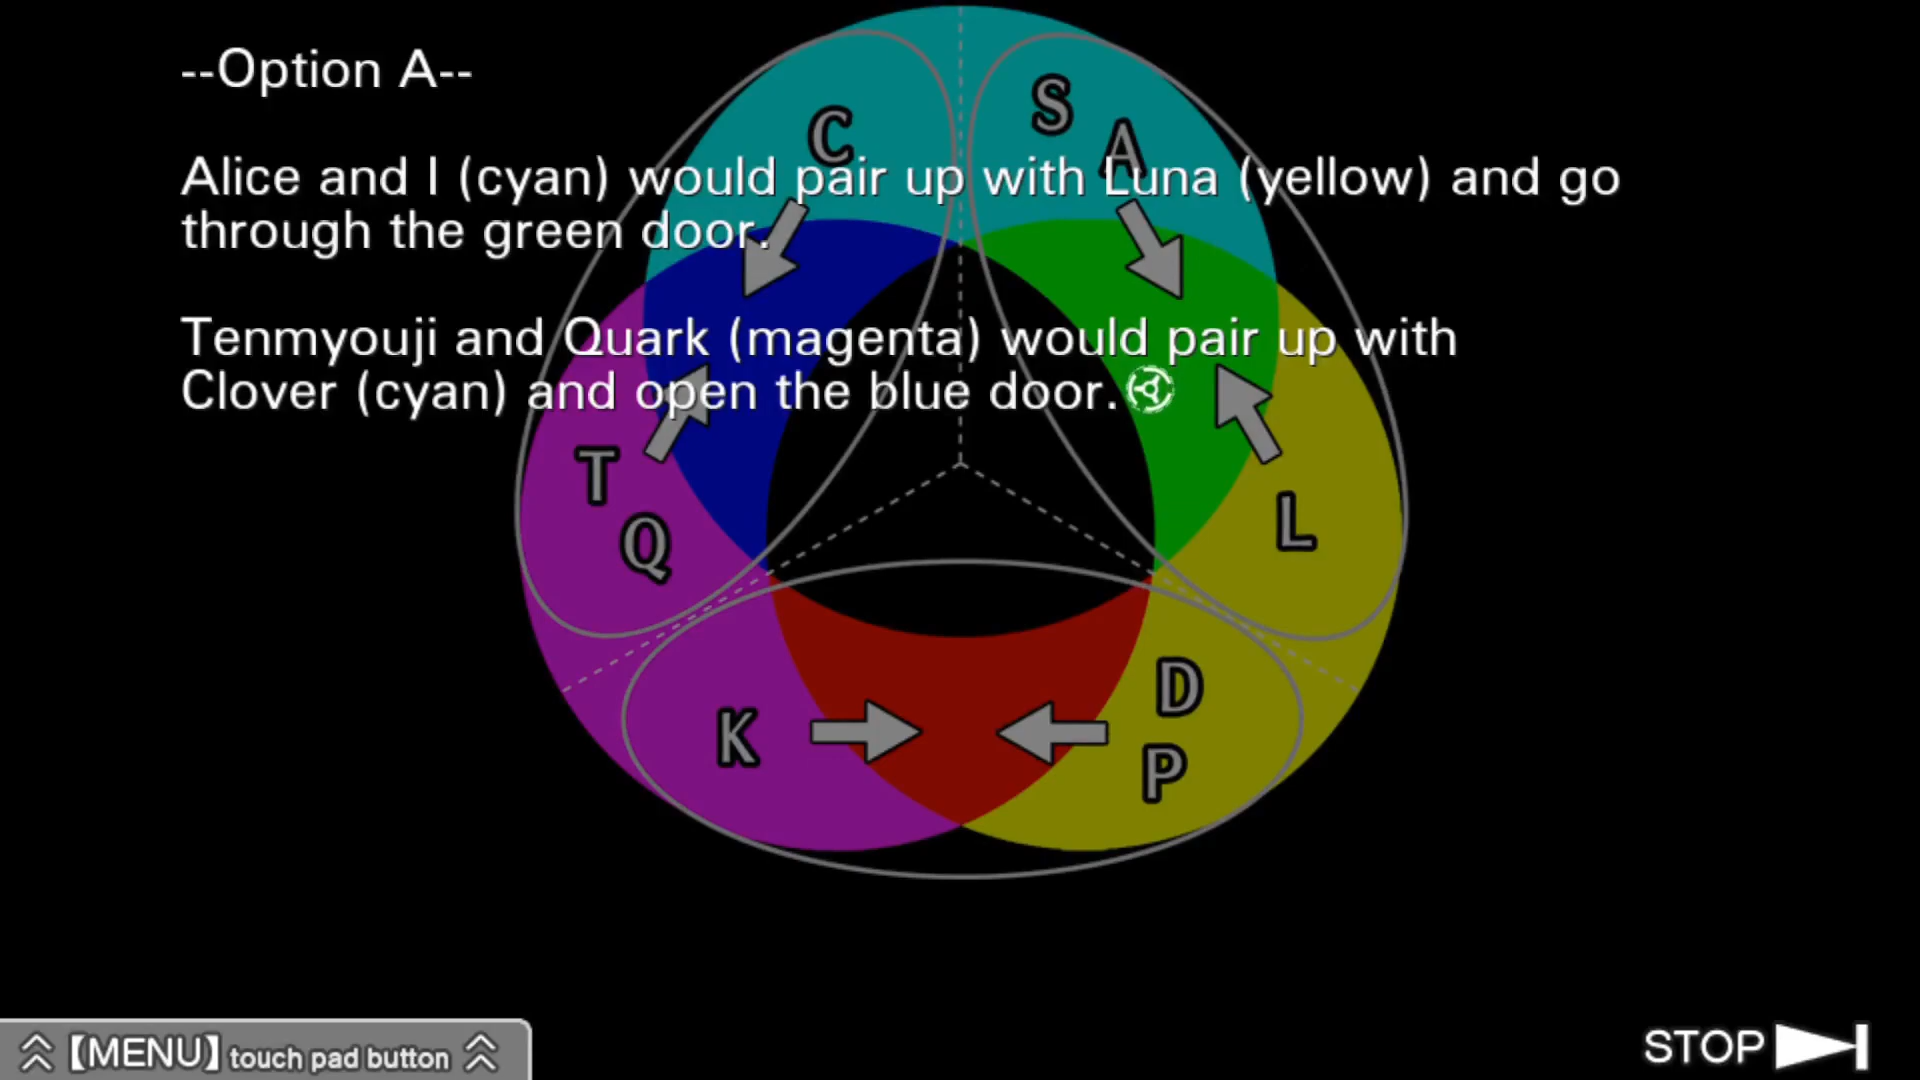 --Option A--
C
S
A
Alice and I (cyan) would pair up with Luna (yellow) and go
through the green door.
Tenmyouji and Quark (magenta) would pair up with
Clover (cyan) and open the blue door.
T
Q
L
K
D
P
【MENU】 touch pad button
STOP